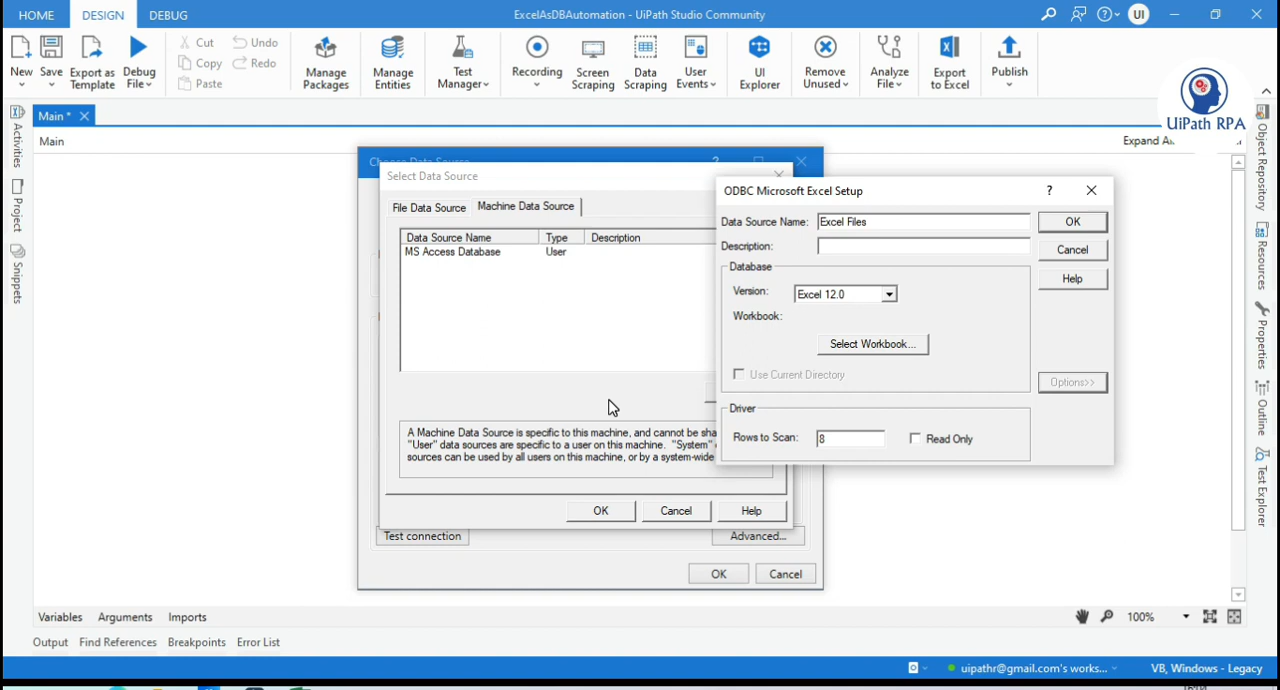 HOME
DESIGN
DEBUG
ExcelAsDBAutomation - UiPath Studio Community
UI
New
Save
Export as Template
Debug File
Cut
Copy
Paste
Undo
Redo
Manage Packages
Manage Entities
Test Manager
Recording
Screen Scraping
Data Scraping
User Events
UI Explorer
Remove Unused
Analyze File
Export to Excel
Publish
UiPath RPA
Main *
Main
Expand A
Activities
Project
Snippets
Object Repository
Resources
Properties
Outline
Test Explorer
Choose Data Source
Select Data Source
File Data Source
Machine Data Source
Data Source Name
Type
Description
MS Access Database
User
A Machine Data Source is specific to this machine, and cannot be sha
"User" data sources are specific to a user on this machine. "System"
sources can be used by all users on this machine, or by a system-wide
OK
Cancel
Help
Test connection
Advanced...
OK
Cancel
ODBC Microsoft Excel Setup
?
Data Source Name:
Excel Files
OK
Description:
Cancel
Database
Help
Version:
Excel 12.0
Workbook:
Select Workbook...
Use Current Directory
Options>>
Driver
Rows to Scan:
8
Read Only
Variables
Arguments
Imports
100%
Output
Find References
Breakpoints
Error List
uipathr@gmail.com's works...
VB, Windows - Legacy